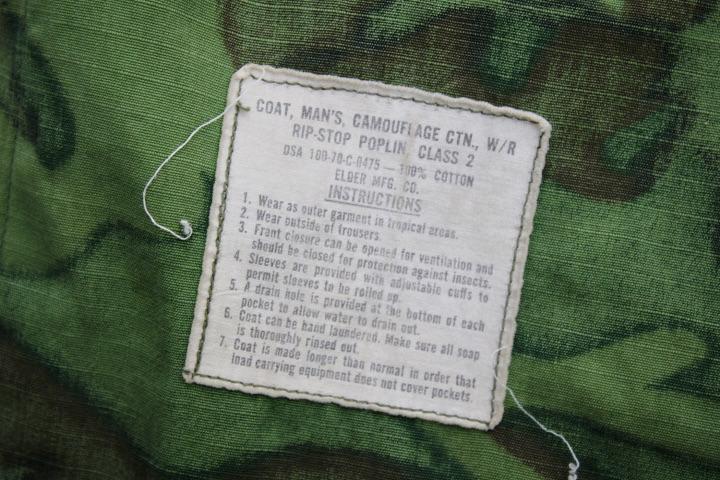 COAT, MAN'S, CAMOUFLAGE CTN., W/R
RIP-STOP POPLIN CLASS 2
DSA 100-70-C-0475 — 100% COTTON
ELDER MFG. CO.
INSTRUCTIONS
1. Wear as outer garment in tropical areas.
2. Wear outside of trousers.
3. Frant closure can be opened for ventilation and
should be closed for protection against insects.
4. Sleeves are provided with adjustable cuffs to
permit sleeves to be rolled up.
5. A drain hole is provided at the bottom of each
pocket to allow water to drain out.
6. Coat can be hand laundered. Make sure all soap
is thoroughly rinsed out.
7. Coat is made longer than normal in order that
load carrying equipment does not cover pockets.